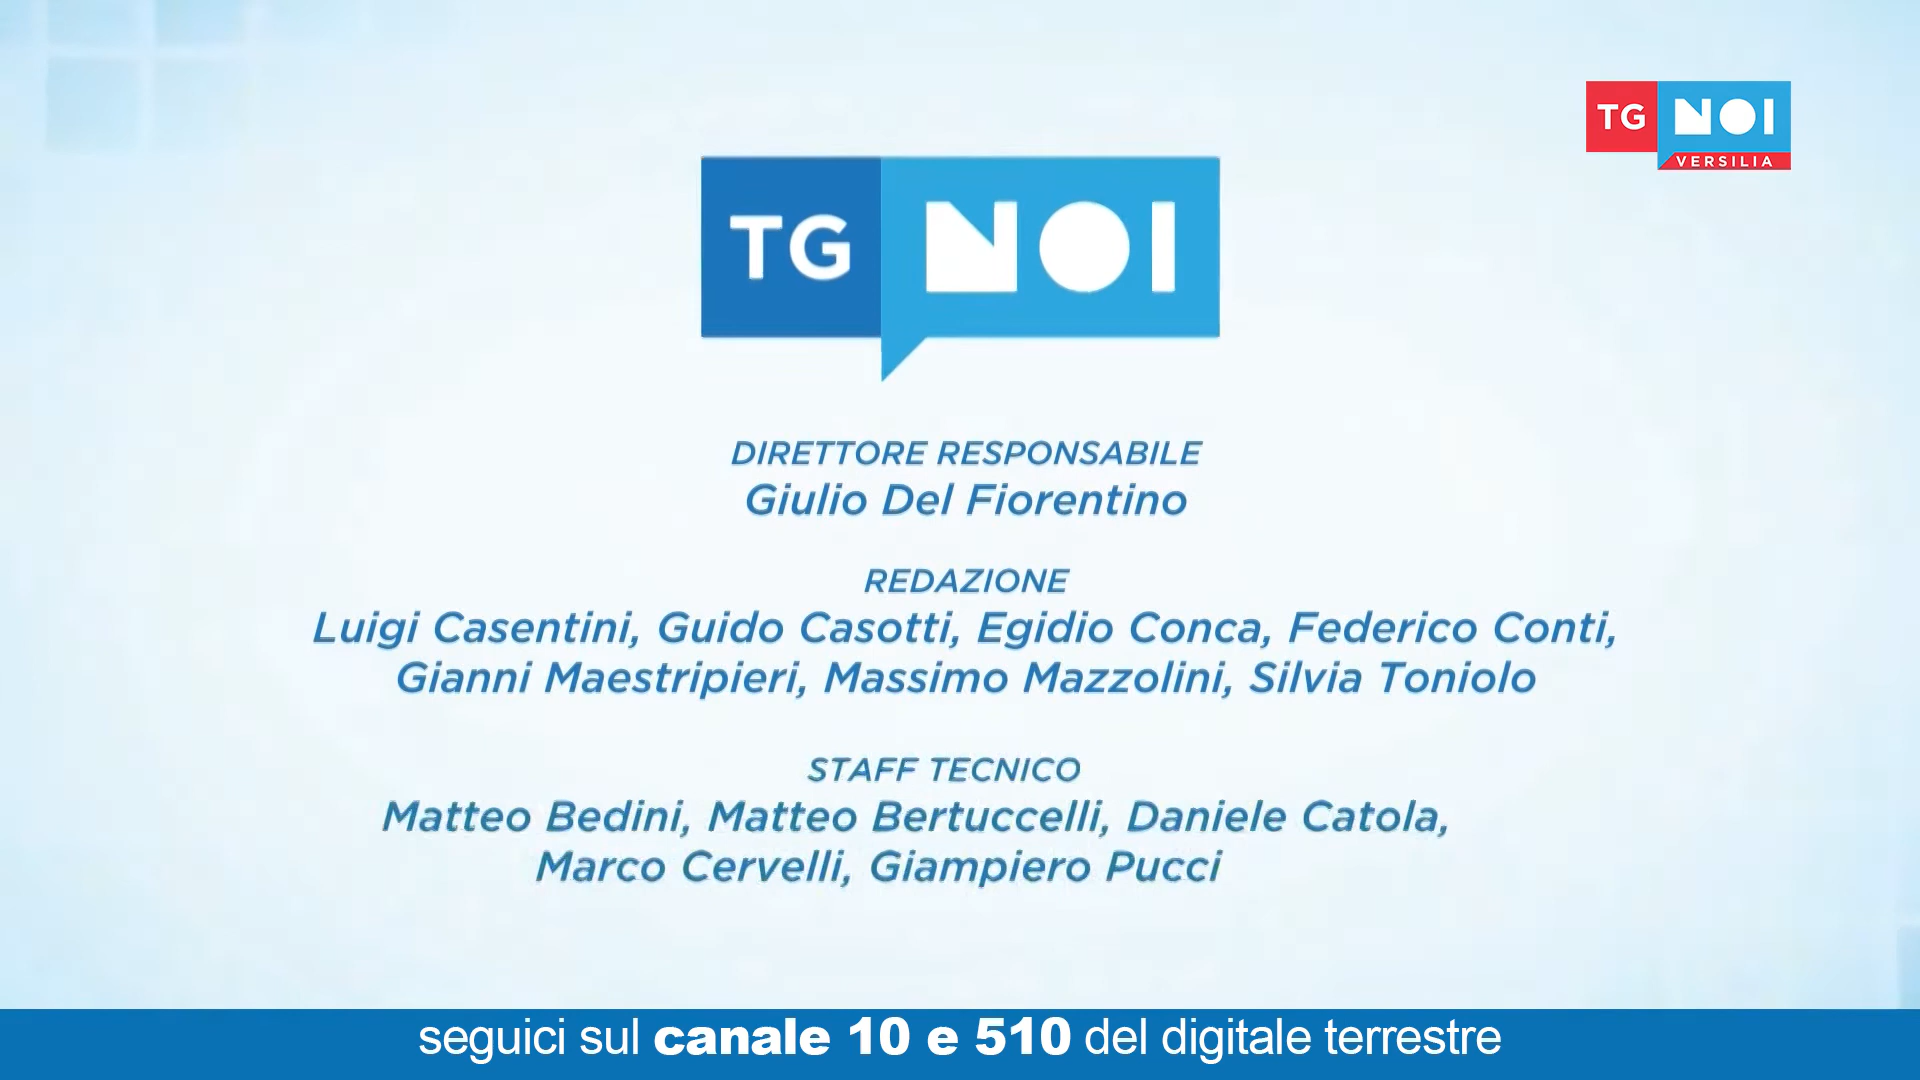 TG NOI
VERSILIA
TG NOI
DIRETTORE RESPONSABILE
Giulio Del Fiorentino
REDAZIONE
Luigi Casentini, Guido Casotti, Egidio Conca, Federico Conti,
Gianni Maestripieri, Massimo Mazzolini, Silvia Toniolo
STAFF TECNICO
Matteo Bedini, Matteo Bertuccelli, Daniele Catola,
Marco Cervelli, Giampiero Pucci
seguici sul canale 10 e 510 del digitale terrestre